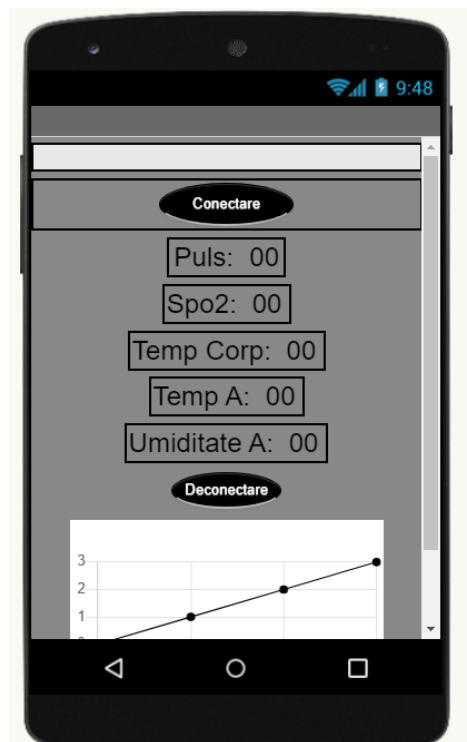 9:48
Conectare
Puls: 00
Spo2: 00
Temp Corp: 00
Temp A: 00
Umiditate A: 00
Deconectare
3
2
1